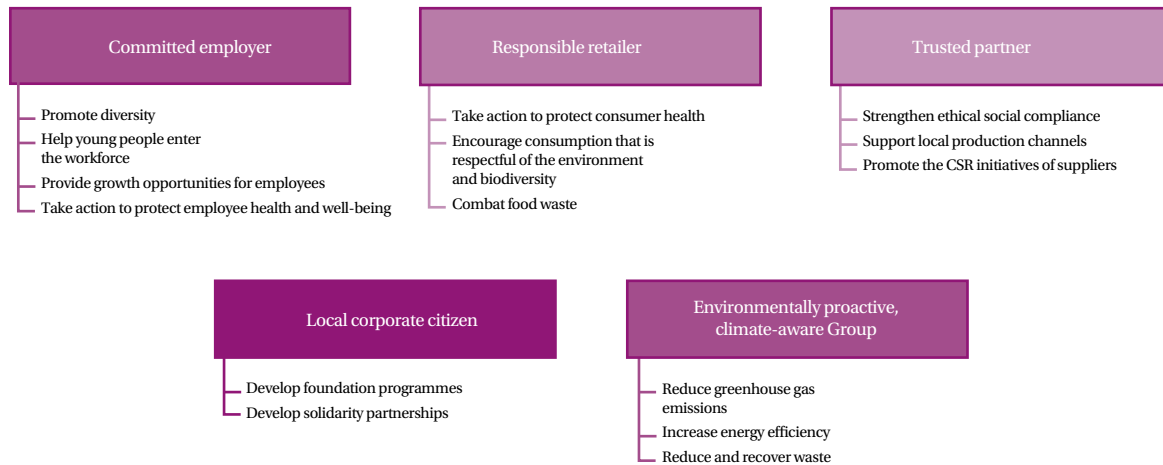 Committed employer
Promote diversity
Help young people enter
the workforce
Provide growth opportunities for employees
Take action to protect employee health and well-being
Responsible retailer
Take action to protect consumer health
Encourage consumption that is
respectful of the environment
and biodiversity
Combat food waste
Trusted partner
Strengthen ethical social compliance
Support local production channels
Promote the CSR initiatives of suppliers
Local corporate citizen
Develop foundation programmes
Develop solidarity partnerships
Environmentally proactive,
climate-aware Group
Reduce greenhouse gas
emissions
Increase energy efficiency
Reduce and recover waste